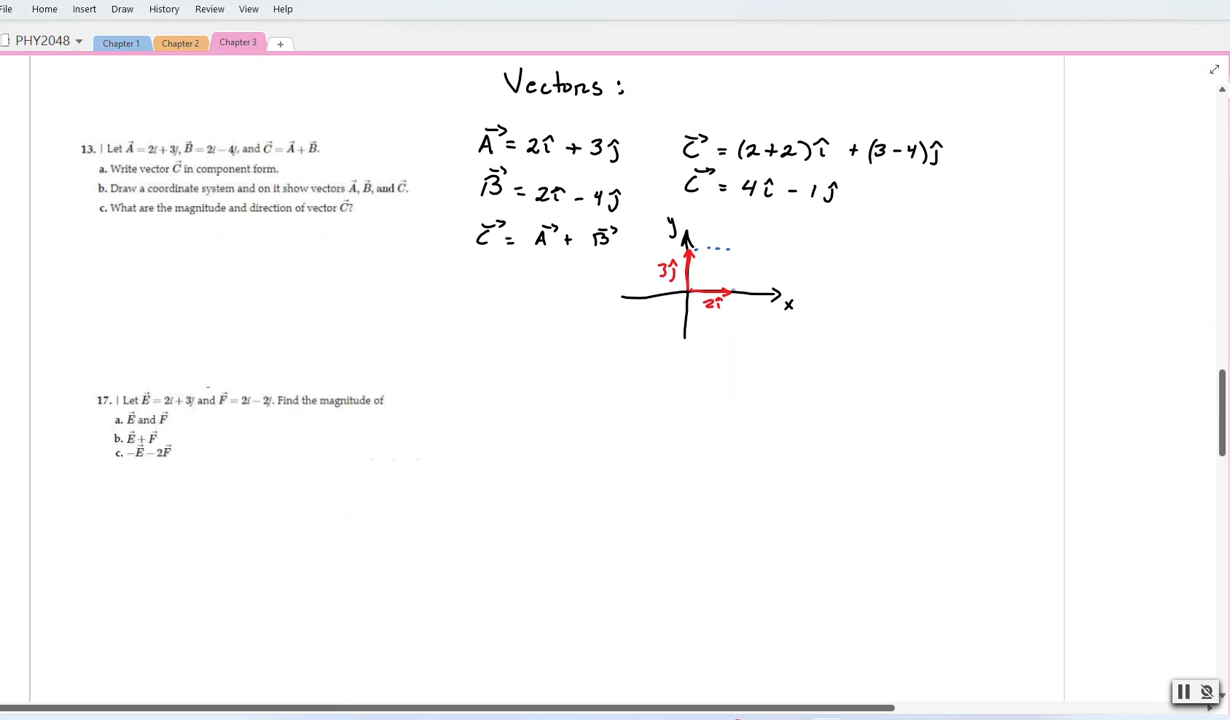 File Home Insert Draw History Review View Help
PHY2048 Chapter 1 Chapter 2 Chapter 3 +
Vectors:
13. | Let A⃗ = 2î + 3ĵ, B⃗ = 2î − 4ĵ, and C⃗ = A⃗ + B⃗.
a. Write vector C⃗ in component form.
b. Draw a coordinate system and on it show vectors A⃗, B⃗, and C⃗.
c. What are the magnitude and direction of vector C⃗?
A⃗ = 2î + 3ĵ
B⃗ = 2î − 4ĵ
C⃗ = A⃗ + B⃗
C⃗ = (2+2)î + (3−4)ĵ
C⃗ = 4î − 1ĵ
y
3ĵ
2î
x
17. | Let E⃗ = 2î + 3ĵ and F⃗ = 2î − 2ĵ. Find the magnitude of
a. E⃗ and F⃗
b. E⃗ + F⃗
c. −E⃗ − 2F⃗